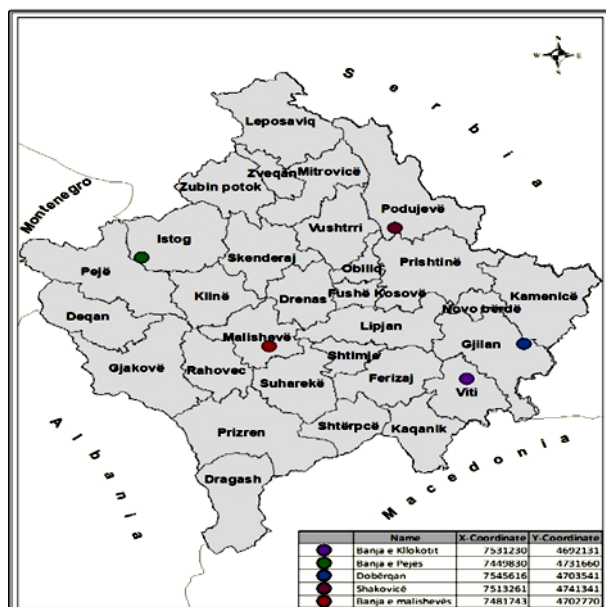 N
W E
S
Serbia
Leposaviq
Zveqan
Mitrovicë
Zubin potok
Montenegro
Podujevë
Vushtrri
Istog
Skenderaj
Obiliq
Prishtinë
Pejë
Klinë
Drenas
Fushë Kosovë
Kamenicë
Novo bërdë
Deqan
Lipjan
Malishevë
Gjilan
Shtimje
Gjakovë
Rahovec
Ferizaj
Suharekë
Viti
Albania
Prizren
Shtërpcë
Kaqanik
Macedonia
Dragash
Name X-Coordinate Y-Coordinate
Banja e Kllokotit 7531230 4692131
Banja e Pejës 7449830 4731660
Dobërqan 7545616 4703541
Shakovicë 7513261 4741341
Banja e malishevës 7481743 4702770